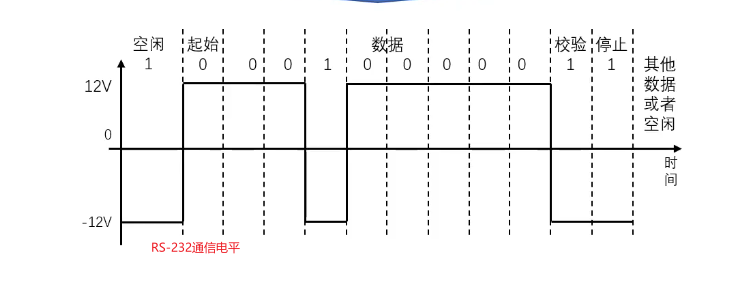 空闲 起始 数据 校验 停止
1 0 0 0 1 0 0 0 0 0 1 1
其他
数据
或者
空闲
12V
0
时
间
-12V
RS-232通信电平